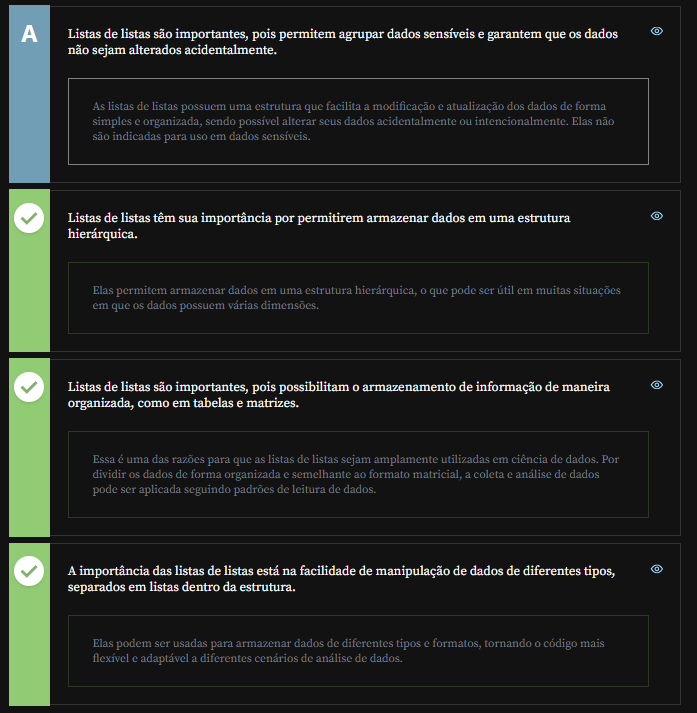 A
Listas de listas são importantes, pois permitem agrupar dados sensíveis e garantem que os dados
não sejam alterados acidentalmente.
As listas de listas possuem uma estrutura que facilita a modificação e atualização dos dados de forma
simples e organizada, sendo possível alterar seus dados acidentalmente ou intencionalmente. Elas não
são indicadas para uso em dados sensíveis.
Listas de listas têm sua importância por permitirem armazenar dados em uma estrutura
hierárquica.
Elas permitem armazenar dados em uma estrutura hierárquica, o que pode ser útil em muitas situações
em que os dados possuem várias dimensões.
Listas de listas são importantes, pois possibilitam o armazenamento de informação de maneira
organizada, como em tabelas e matrizes.
Essa é uma das razões para que as listas de listas sejam amplamente utilizadas em ciência de dados. Por
dividir os dados de forma organizada e semelhante ao formato matricial, a coleta e análise de dados
pode ser aplicada seguindo padrões de leitura de dados.
A importância das listas de listas está na facilidade de manipulação de dados de diferentes tipos,
separados em listas dentro da estrutura.
Elas podem ser usadas para armazenar dados de diferentes tipos e formatos, tornando o código mais
flexível e adaptável a diferentes cenários de análise de dados.